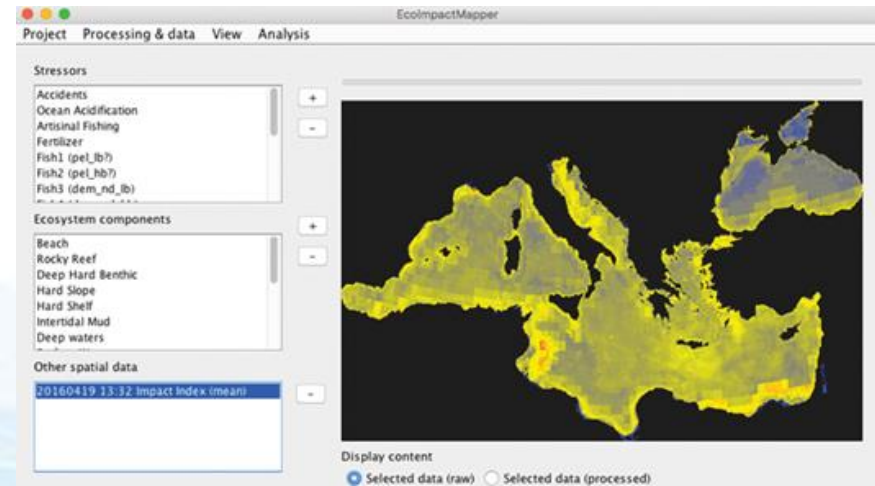 EcoImpactMapper
Project Processing & data View Analysis
Stressors
Accidents
Ocean Acidification
Artisinal Fishing
Fertilizer
Fish1 (pel_lb?)
Fish2 (pel_hb?)
Fish3 (dem_nd_lb)
+
-
Ecosystem components
Beach
Rocky Reef
Deep Hard Benthic
Hard Slope
Hard Shelf
Intertidal Mud
Deep waters
+
-
Other spatial data
20160419 13:32 Impact Index (mean)
-
Display content
Selected data (raw) Selected data (processed)